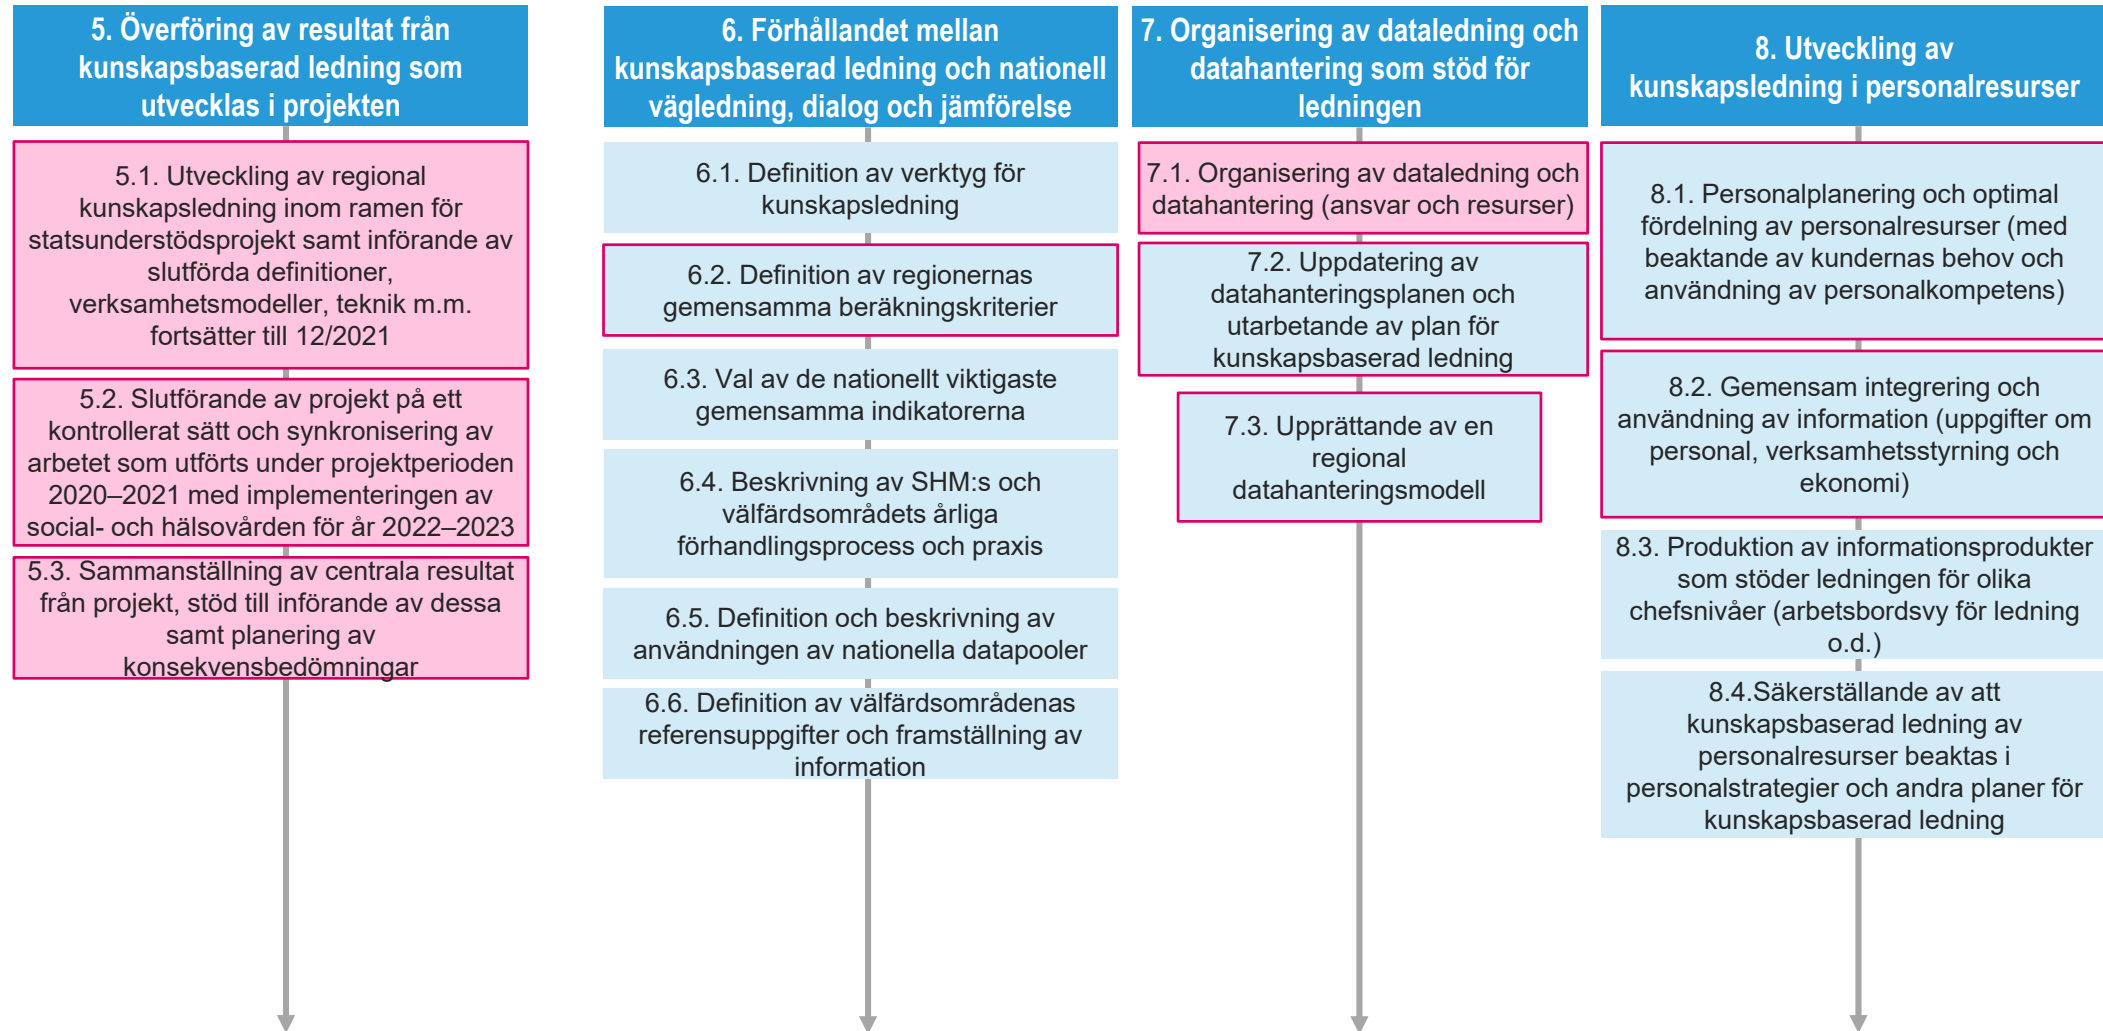 5. Överföring av resultat från
kunskapsbaserad ledning som
utvecklas i projekten
5.1. Utveckling av regional
kunskapsledning inom ramen för
statsunderstödsprojekt samt införande av
slutförda definitioner,
verksamhetsmodeller, teknik m.m.
fortsätter till 12/2021
5.2. Slutförande av projekt på ett
kontrollerat sätt och synkronisering av
arbetet som utförts under projektperioden
2020–2021 med implementeringen av
social- och hälsovården för år 2022–2023
5.3. Sammanställning av centrala resultat
från projekt, stöd till införande av dessa
samt planering av
konsekvensbedömningar
6. Förhållandet mellan
kunskapsbaserad ledning och nationell
vägledning, dialog och jämförelse
6.1. Definition av verktyg för
kunskapsledning
6.2. Definition av regionernas
gemensamma beräkningskriterier
6.3. Val av de nationellt viktigaste
gemensamma indikatorerna
6.4. Beskrivning av SHM:s och
välfärdsområdets årliga
förhandlingsprocess och praxis
6.5. Definition och beskrivning av
användningen av nationella datapooler
6.6. Definition av välfärdsområdenas
referensuppgifter och framställning av
information
7. Organisering av dataledning och
datahantering som stöd för
ledningen
7.1. Organisering av dataledning och
datahantering (ansvar och resurser)
7.2. Uppdatering av
datahanteringsplanen och
utarbetande av plan för
kunskapsbaserad ledning
7.3. Upprättande av en
regional
datahanteringsmodell
8. Utveckling av
kunskapsledning i personalresurser
8.1. Personalplanering och optimal
fördelning av personalresurser (med
beaktande av kundernas behov och
användning av personalkompetens)
8.2. Gemensam integrering och
användning av information (uppgifter om
personal, verksamhetsstyrning och
ekonomi)
8.3. Produktion av informationsprodukter
som stöder ledningen för olika
chefsnivåer (arbetsbordsvy för ledning
o.d.)
8.4.Säkerställande av att
kunskapsbaserad ledning av
personalresurser beaktas i
personalstrategier och andra planer för
kunskapsbaserad ledning